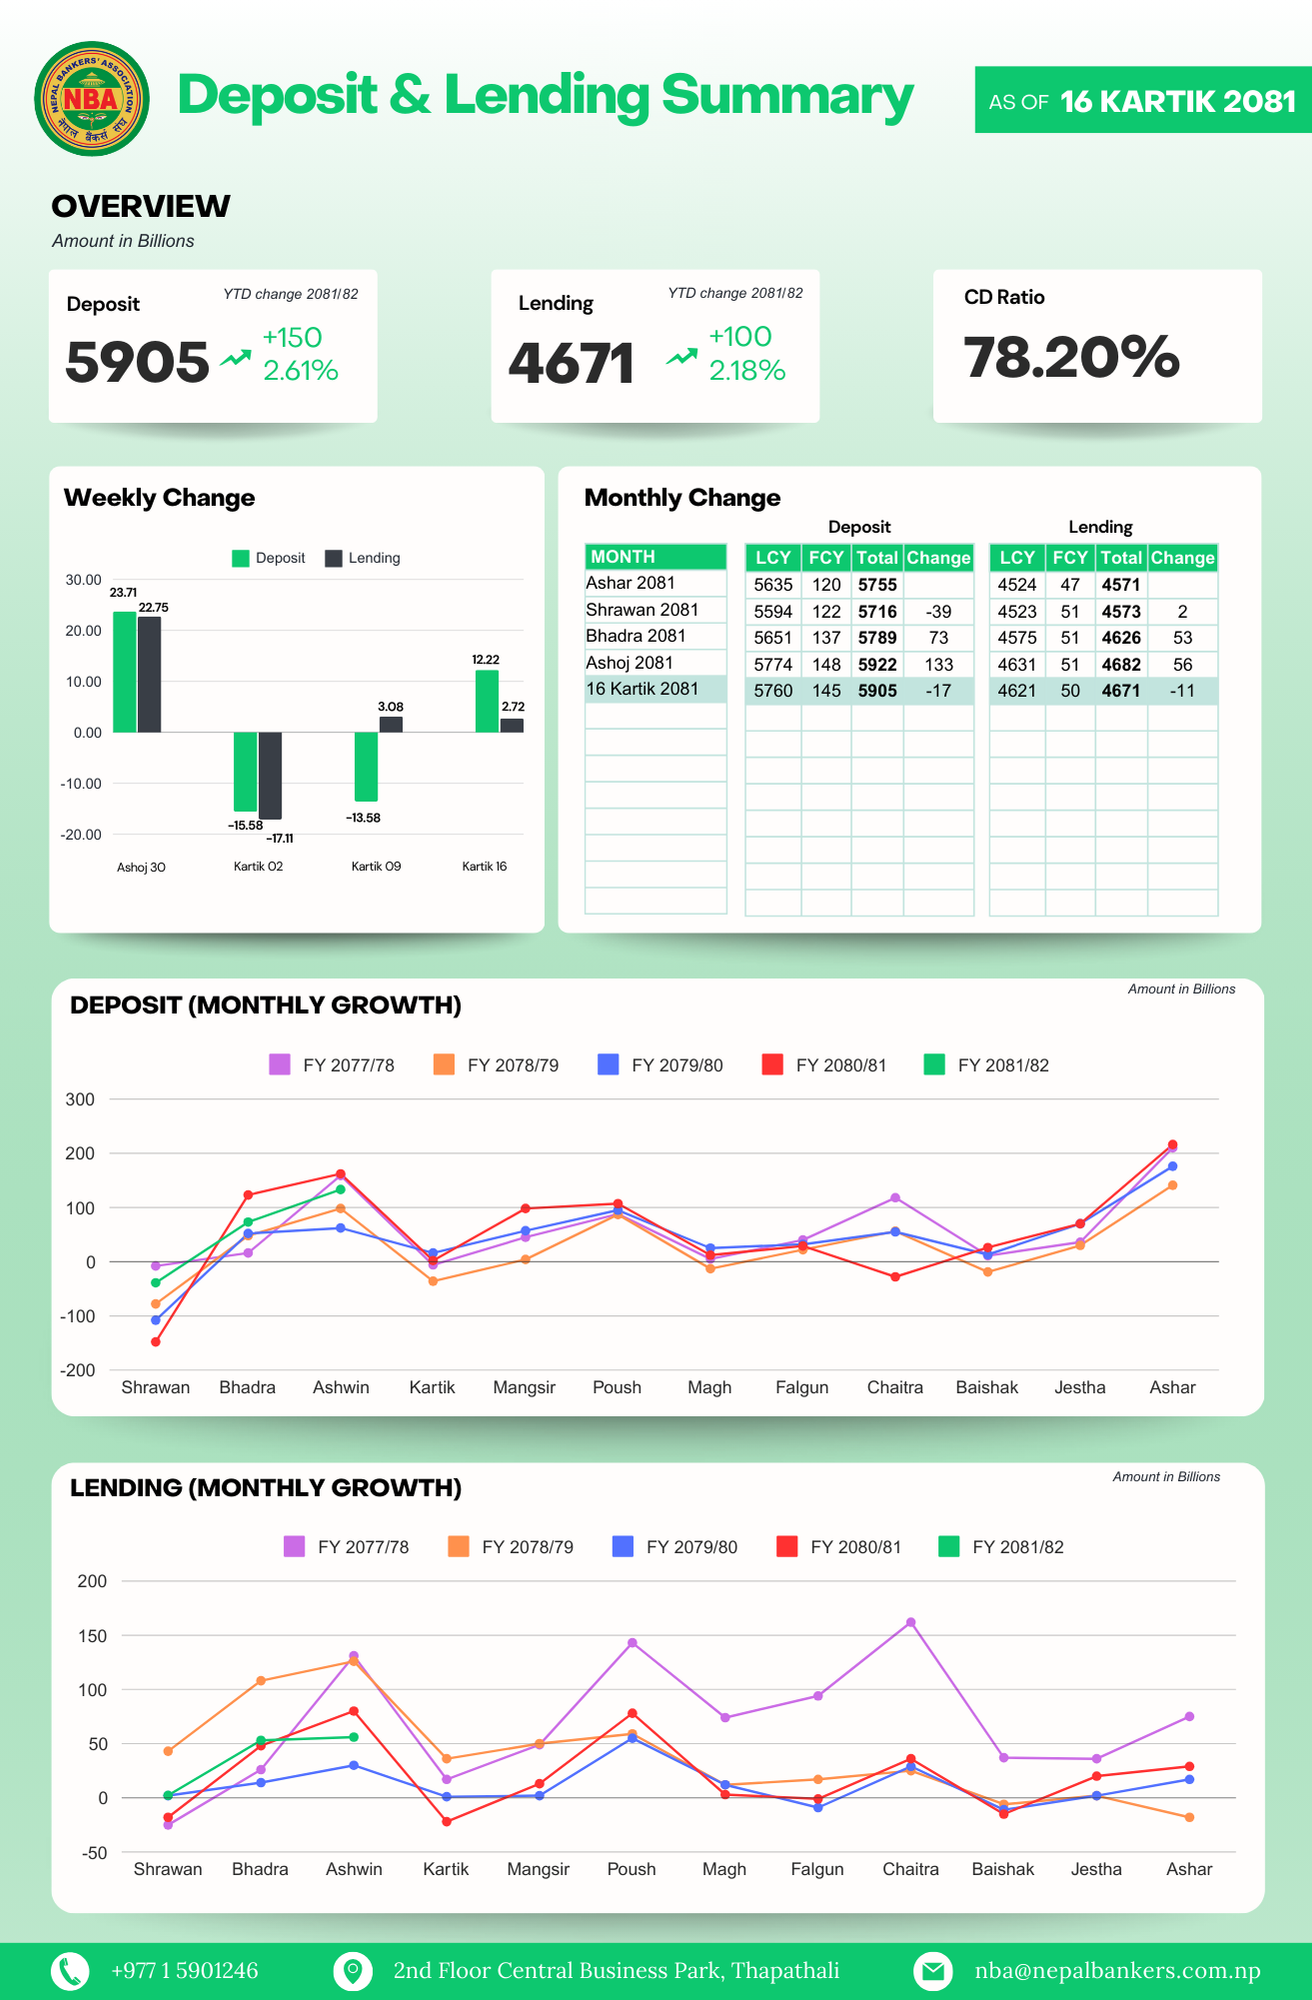 NEPAL BANKERS' ASSOCIATION
NBA
नेपाल बैंकर्स संघ
Deposit & Lending Summary
AS OF 16 KARTIK 2081
OVERVIEW
Amount in Billions
Deposit
YTD change 2081/82
5905
+150
2.61%
Lending
YTD change 2081/82
4671
+100
2.18%
CD Ratio
78.20%
Weekly Change
Deposit Lending
30.00
20.00
10.00
0.00
-10.00
-20.00
23.71
22.75
-15.58
-17.11
-13.58
3.08
12.22
2.72
Ashoj 30 Kartik 02 Kartik 09 Kartik 16
Monthly Change
Deposit Lending
MONTH LCY FCY Total Change LCY FCY Total Change
Ashar 2081 5635 120 5755 4524 47 4571
Shrawan 2081 5594 122 5716 -39 4523 51 4573 2
Bhadra 2081 5651 137 5789 73 4575 51 4626 53
Ashoj 2081 5774 148 5922 133 4631 51 4682 56
16 Kartik 2081 5760 145 5905 -17 4621 50 4671 -11
DEPOSIT (MONTHLY GROWTH)
Amount in Billions
FY 2077/78 FY 2078/79 FY 2079/80 FY 2080/81 FY 2081/82
300
200
100
0
-100
-200
Shrawan Bhadra Ashwin Kartik Mangsir Poush Magh Falgun Chaitra Baishak Jestha Ashar
LENDING (MONTHLY GROWTH)
Amount in Billions
FY 2077/78 FY 2078/79 FY 2079/80 FY 2080/81 FY 2081/82
200
150
100
50
0
-50
Shrawan Bhadra Ashwin Kartik Mangsir Poush Magh Falgun Chaitra Baishak Jestha Ashar
+977 1 5901246 2nd Floor Central Business Park, Thapathali nba@nepalbankers.com.np